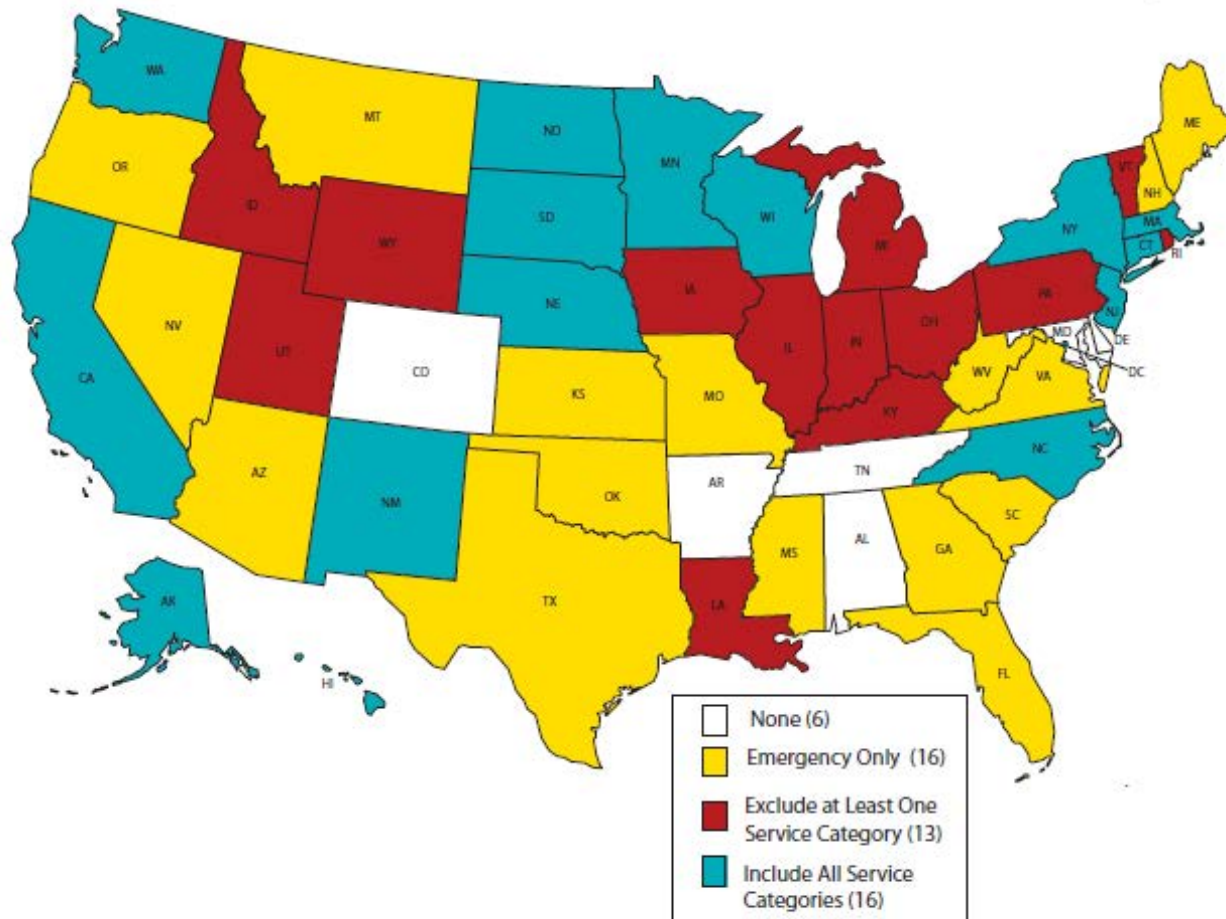 WA
MT
ND
MN
OR
ID
WY
SD
WI
MI
ME
VT
NH
NY
MA
CT
RI
NE
IA
PA
NJ
NV
UT
CO
IL
IN
OH
MD
DE
DC
CA
KS
MO
WV
VA
KY
AZ
NM
OK
AR
TN
NC
SC
MS
AL
GA
TX
LA
FL
AK
HI
None (6)
Emergency Only (16)
Exclude at Least One
Service Category (13)
Include All Service
Categories (16)